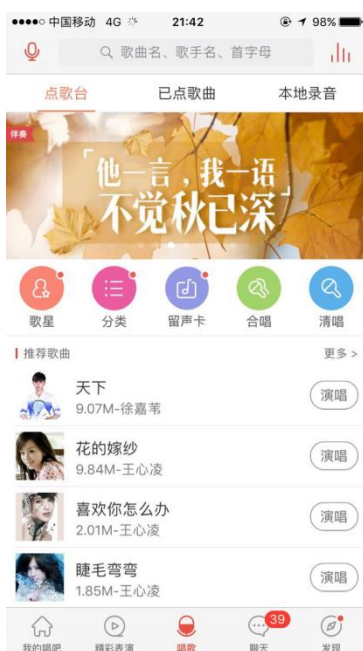 中国移动 4G 21:42 98%
歌曲名、歌手名、首字母
点歌台 已点歌曲 本地录音
伴奏
「他一言，我一语
不觉秋已深」
歌星 分类 留声卡 合唱 清唱
推荐歌曲 更多 >
天下
9.07M-徐嘉苇
演唱
花的嫁纱
9.84M-王心凌
演唱
喜欢你怎么办
2.01M-王心凌
演唱
睫毛弯弯
1.85M-王心凌
演唱
39
我的唱吧 精彩表演 唱歌 聊天 发现